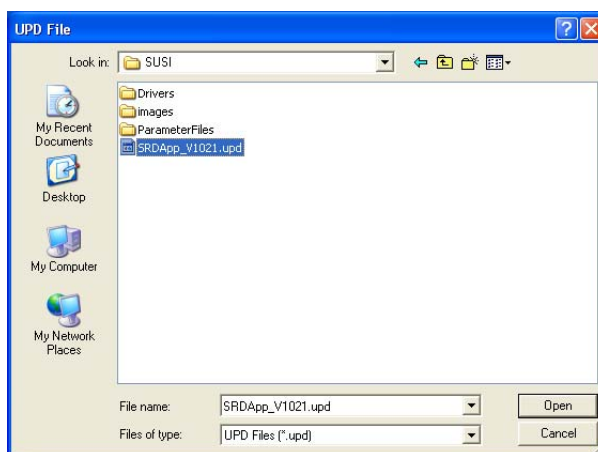 UPD File
Look in:
SUSI
Drivers
images
ParameterFiles
SRDApp_V1021.upd
My Recent
Documents
Desktop
My Computer
My Network
Places
File name:
SRDApp_V1021.upd
Open
Files of type:
UPD Files (*.upd)
Cancel